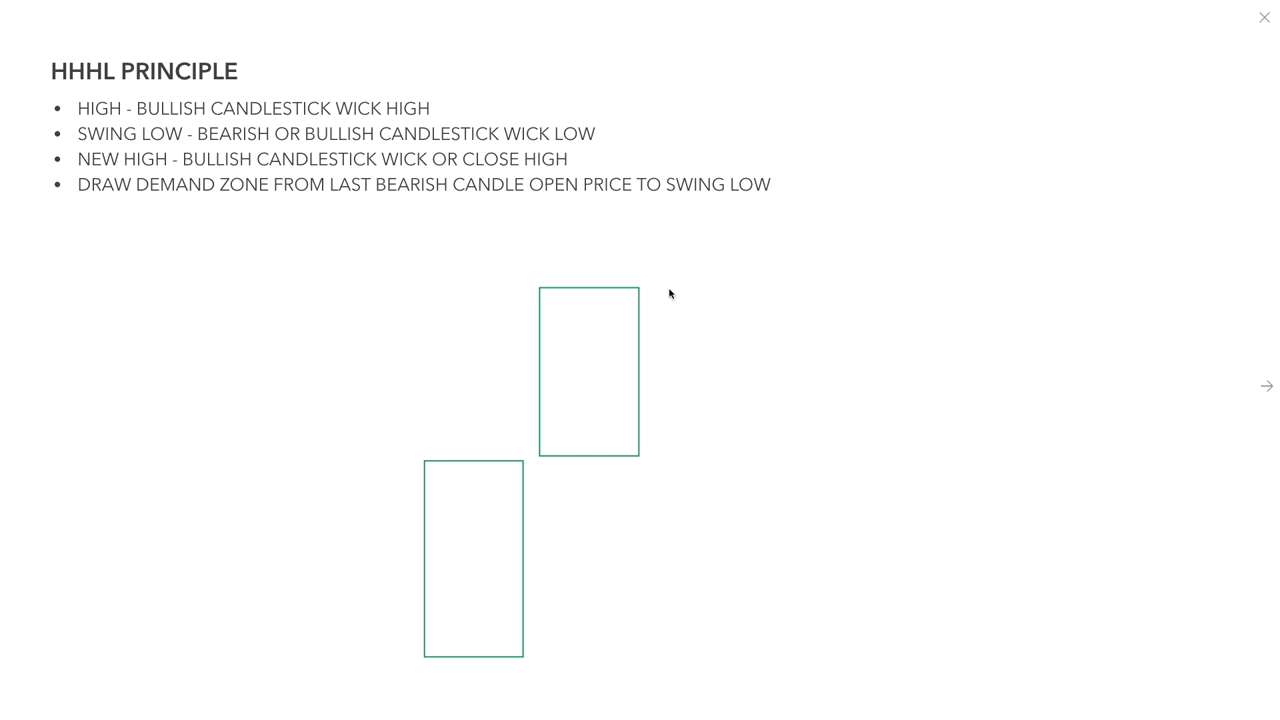 HHHL PRINCIPLE
• HIGH - BULLISH CANDLESTICK WICK HIGH
• SWING LOW - BEARISH OR BULLISH CANDLESTICK WICK LOW
• NEW HIGH - BULLISH CANDLESTICK WICK OR CLOSE HIGH
• DRAW DEMAND ZONE FROM LAST BEARISH CANDLE OPEN PRICE TO SWING LOW